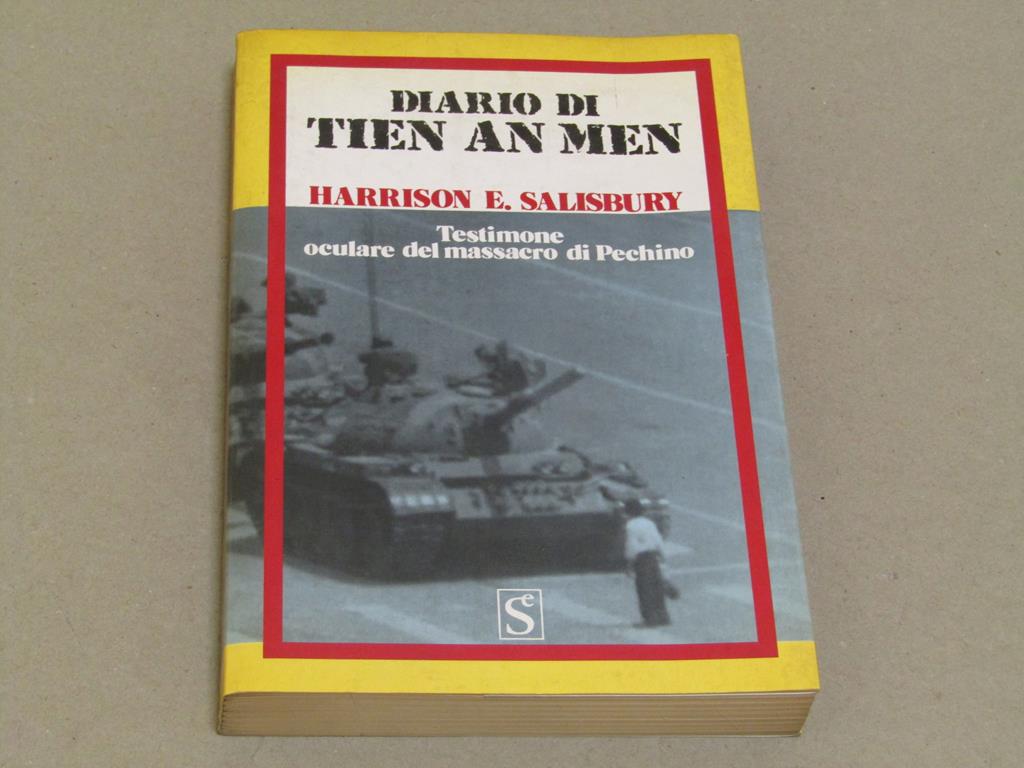 DIARIO DI
TIEN AN MEN
HARRISON E. SALISBURY
Testimone
oculare del massacro di Pechino
Se